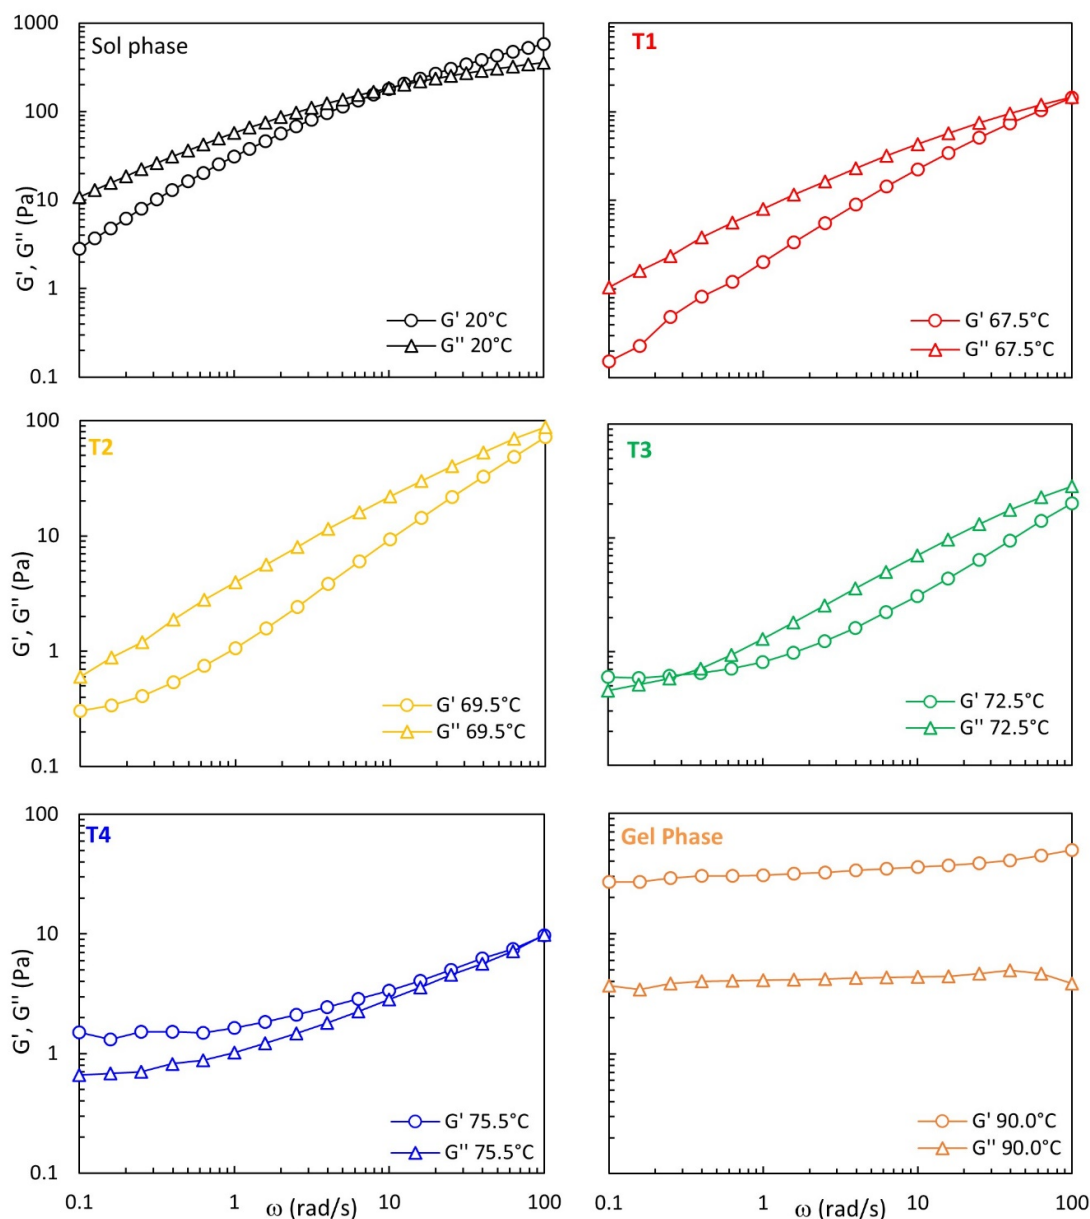 1000
Sol phase
100
10
1
0.1
G', G'' (Pa)
G' 20°C
G'' 20°C
T1
G' 67.5°C
G'' 67.5°C
100
T2
10
1
0.1
G', G'' (Pa)
G' 69.5°C
G'' 69.5°C
T3
G' 72.5°C
G'' 72.5°C
100
T4
10
1
0.1
G', G'' (Pa)
G' 75.5°C
G'' 75.5°C
0.1 1 10 100
ω (rad/s)
Gel Phase
G' 90.0°C
G'' 90.0°C
0.1 1 10 100
ω (rad/s)